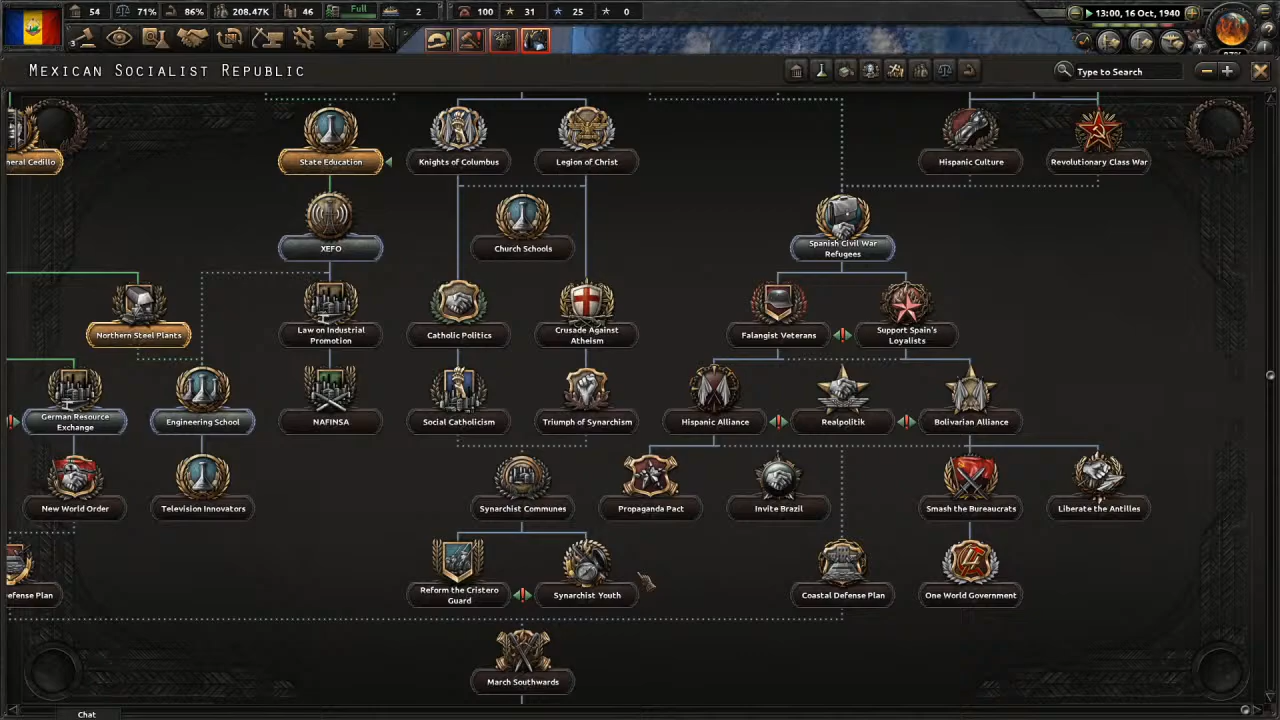 54 71% 86% 208.47K 46 Full 2 100 31 25 0 13:00, 16 Oct, 1940
3
Mexican Socialist Republic
Type to Search
neral Cedillo
State Education
Knights of Columbus
Legion of Christ
Hispanic Culture
Revolutionary Class War
XEFO
Church Schools
Spanish Civil War
Refugees
Northern Steel Plants
Law on Industrial
Promotion
Catholic Politics
Crusade Against
Atheism
Falangist Veterans
Support Spain's
Loyalists
German Resource
Exchange
Engineering School
NAFINSA
Social Catholicism
Triumph of Synarchism
Hispanic Alliance
Realpolitik
Bolivarian Alliance
New World Order
Television Innovators
Synarchist Communes
Propaganda Pact
Invite Brazil
Smash the Bureaucrats
Liberate the Antilles
efense Plan
Reform the Cristero
Guard
Synarchist Youth
Coastal Defense Plan
One World Government
March Southwards
Chat